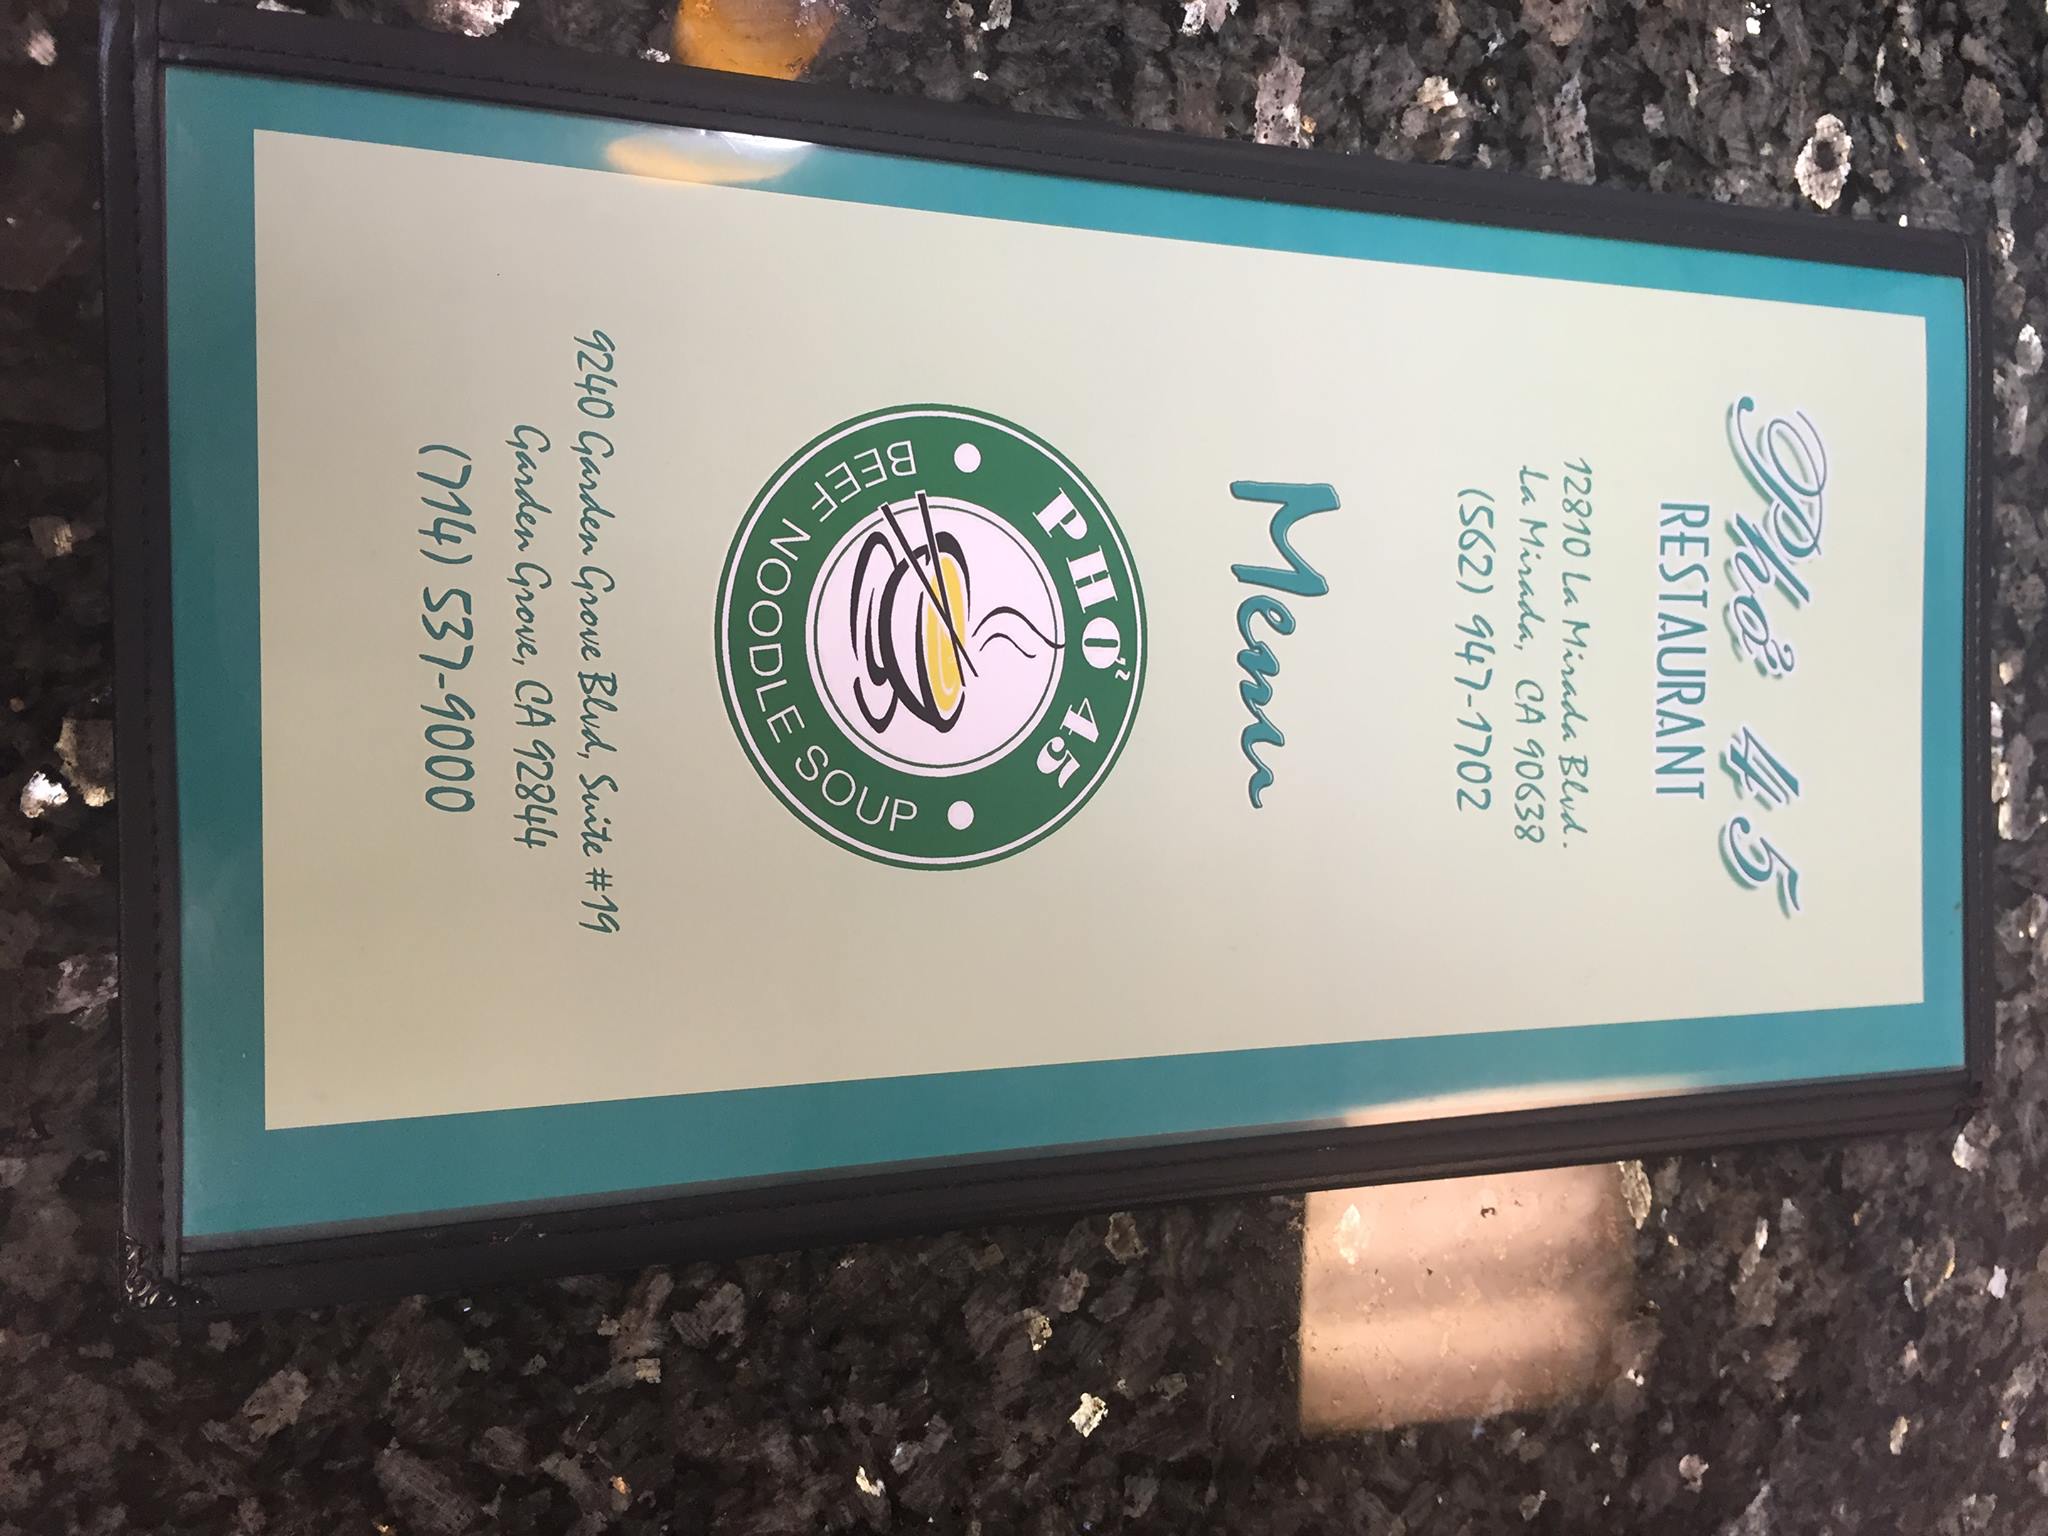 Phở 45
RESTAURANT
12810 La Mirada Blvd.
La Mirada, CA 90638
(562) 947-1702
Menu
PHỞ 45
BEEF NOODLE SOUP
9240 Garden Grove Blvd, Suite #19
Garden Grove, CA 92844
(714) 537-9000